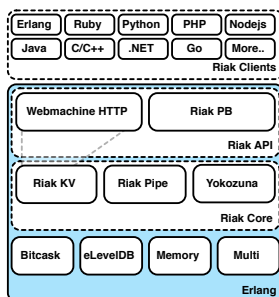 Erlang Ruby Python PHP Nodejs
Java C/C++ .NET Go More..
Riak Clients
Webmachine HTTP Riak PB
Riak API
Riak KV Riak Pipe Yokozuna
Riak Core
Bitcask eLevelDB Memory Multi
Erlang